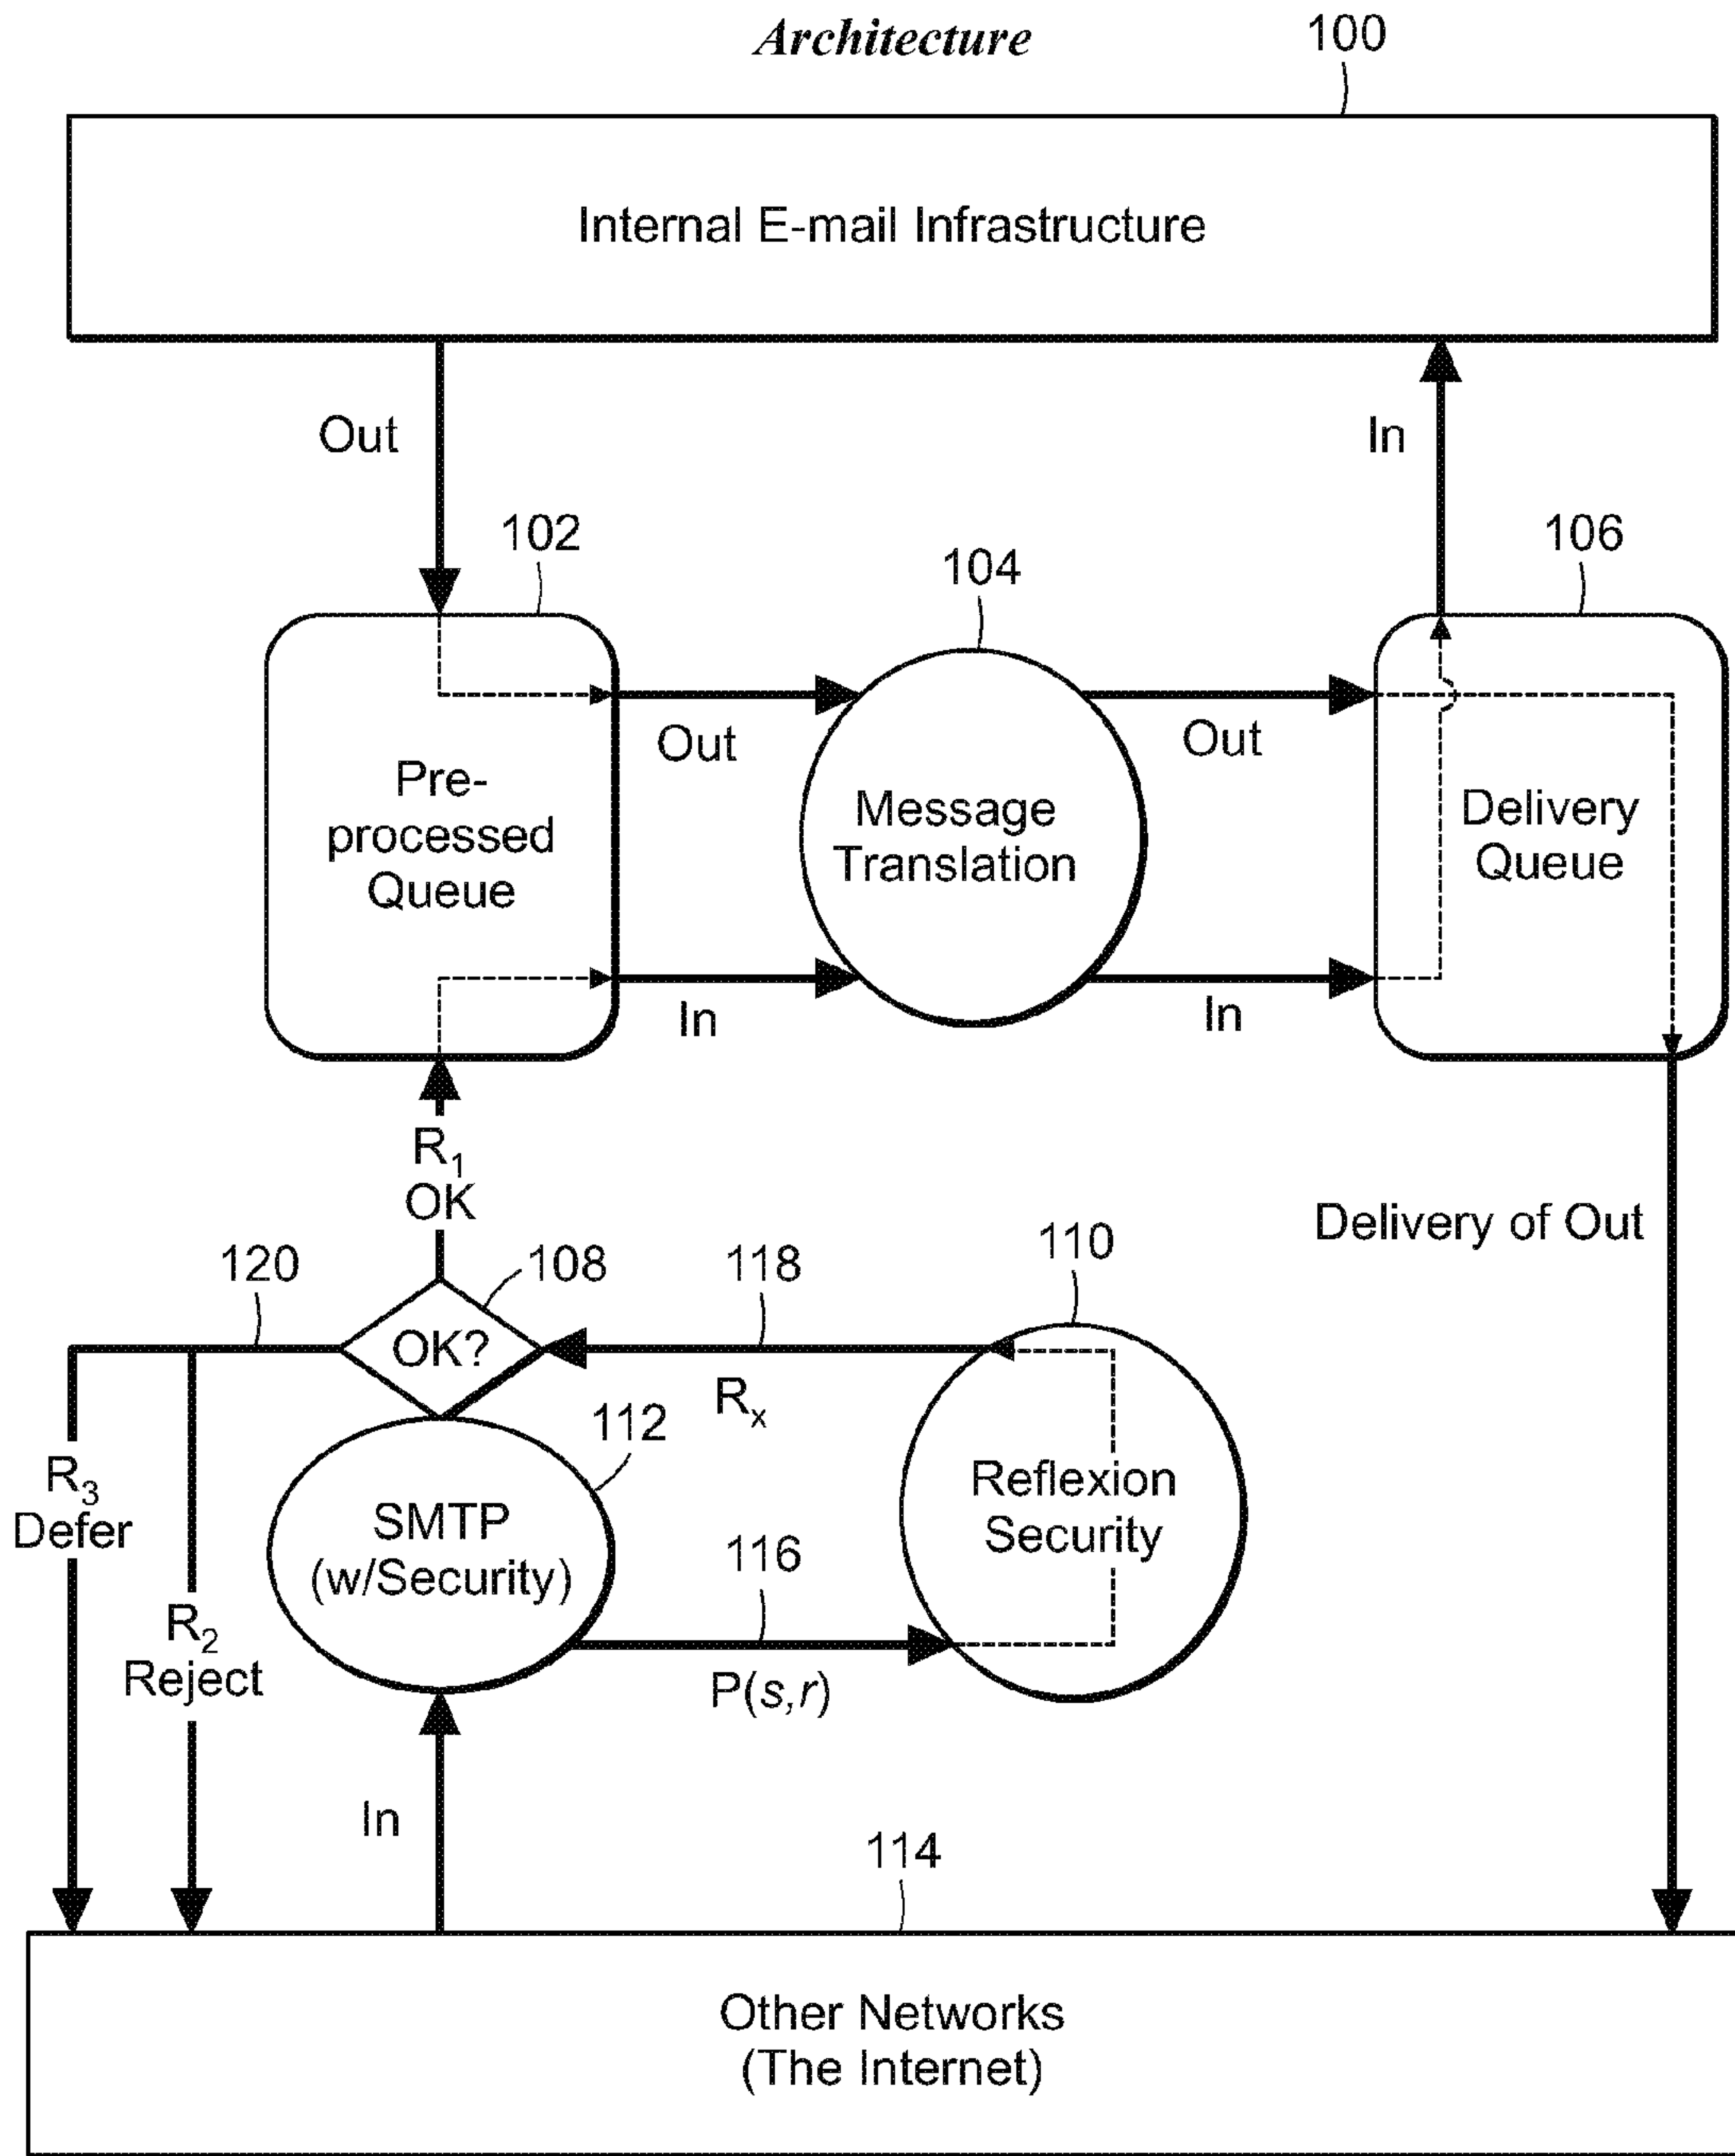 Architecture
100
Internal E-mail Infrastructure
Out
In
102
104
106
Out
Out
Pre-
processed
Queue
Message
Translation
Delivery
Queue
In
In
R1
OK
Delivery of Out
120
108
118
110
OK?
Rx
112
R3
Defer
SMTP
(w/Security)
Reflexion
Security
116
R2
Reject
P(s,r)
In
114
Other Networks
(The Internet)